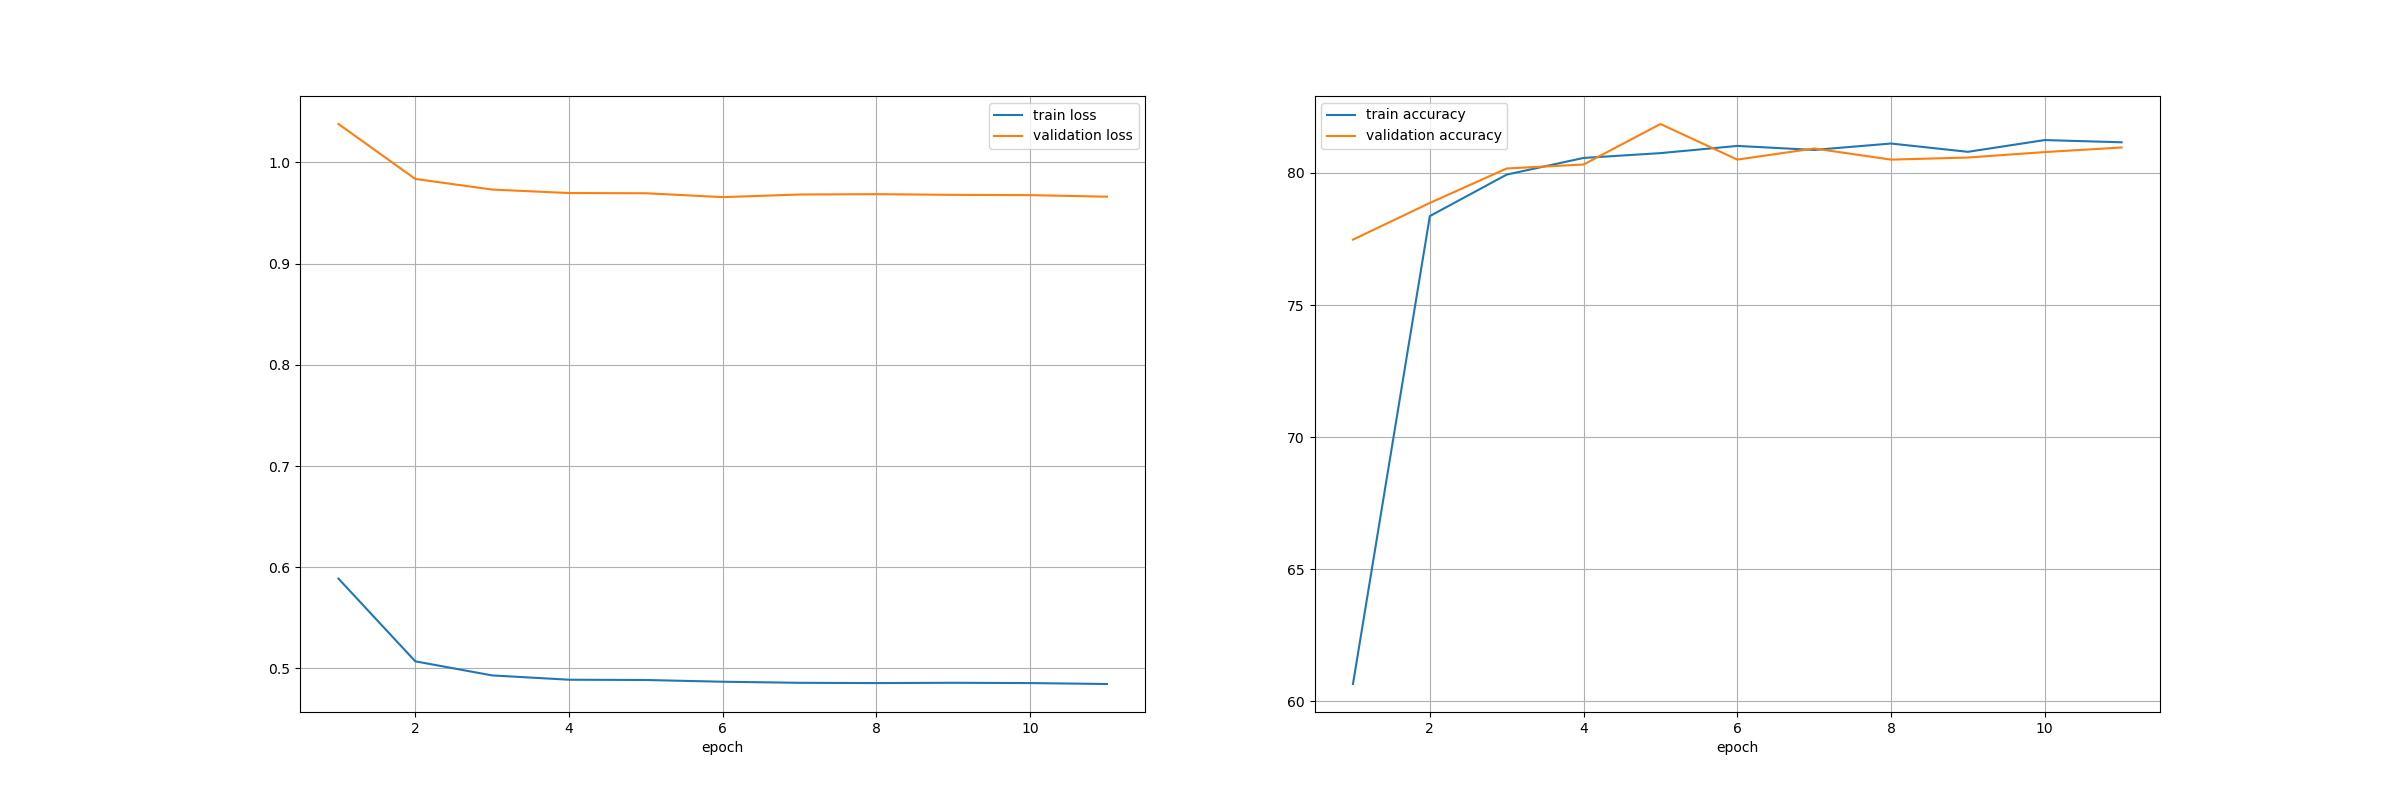 train loss
validation loss
1.0
0.9
0.8
0.7
0.6
0.5
2 4 6 8 10
epoch
train accuracy
validation accuracy
80
75
70
65
60
2 4 6 8 10
epoch